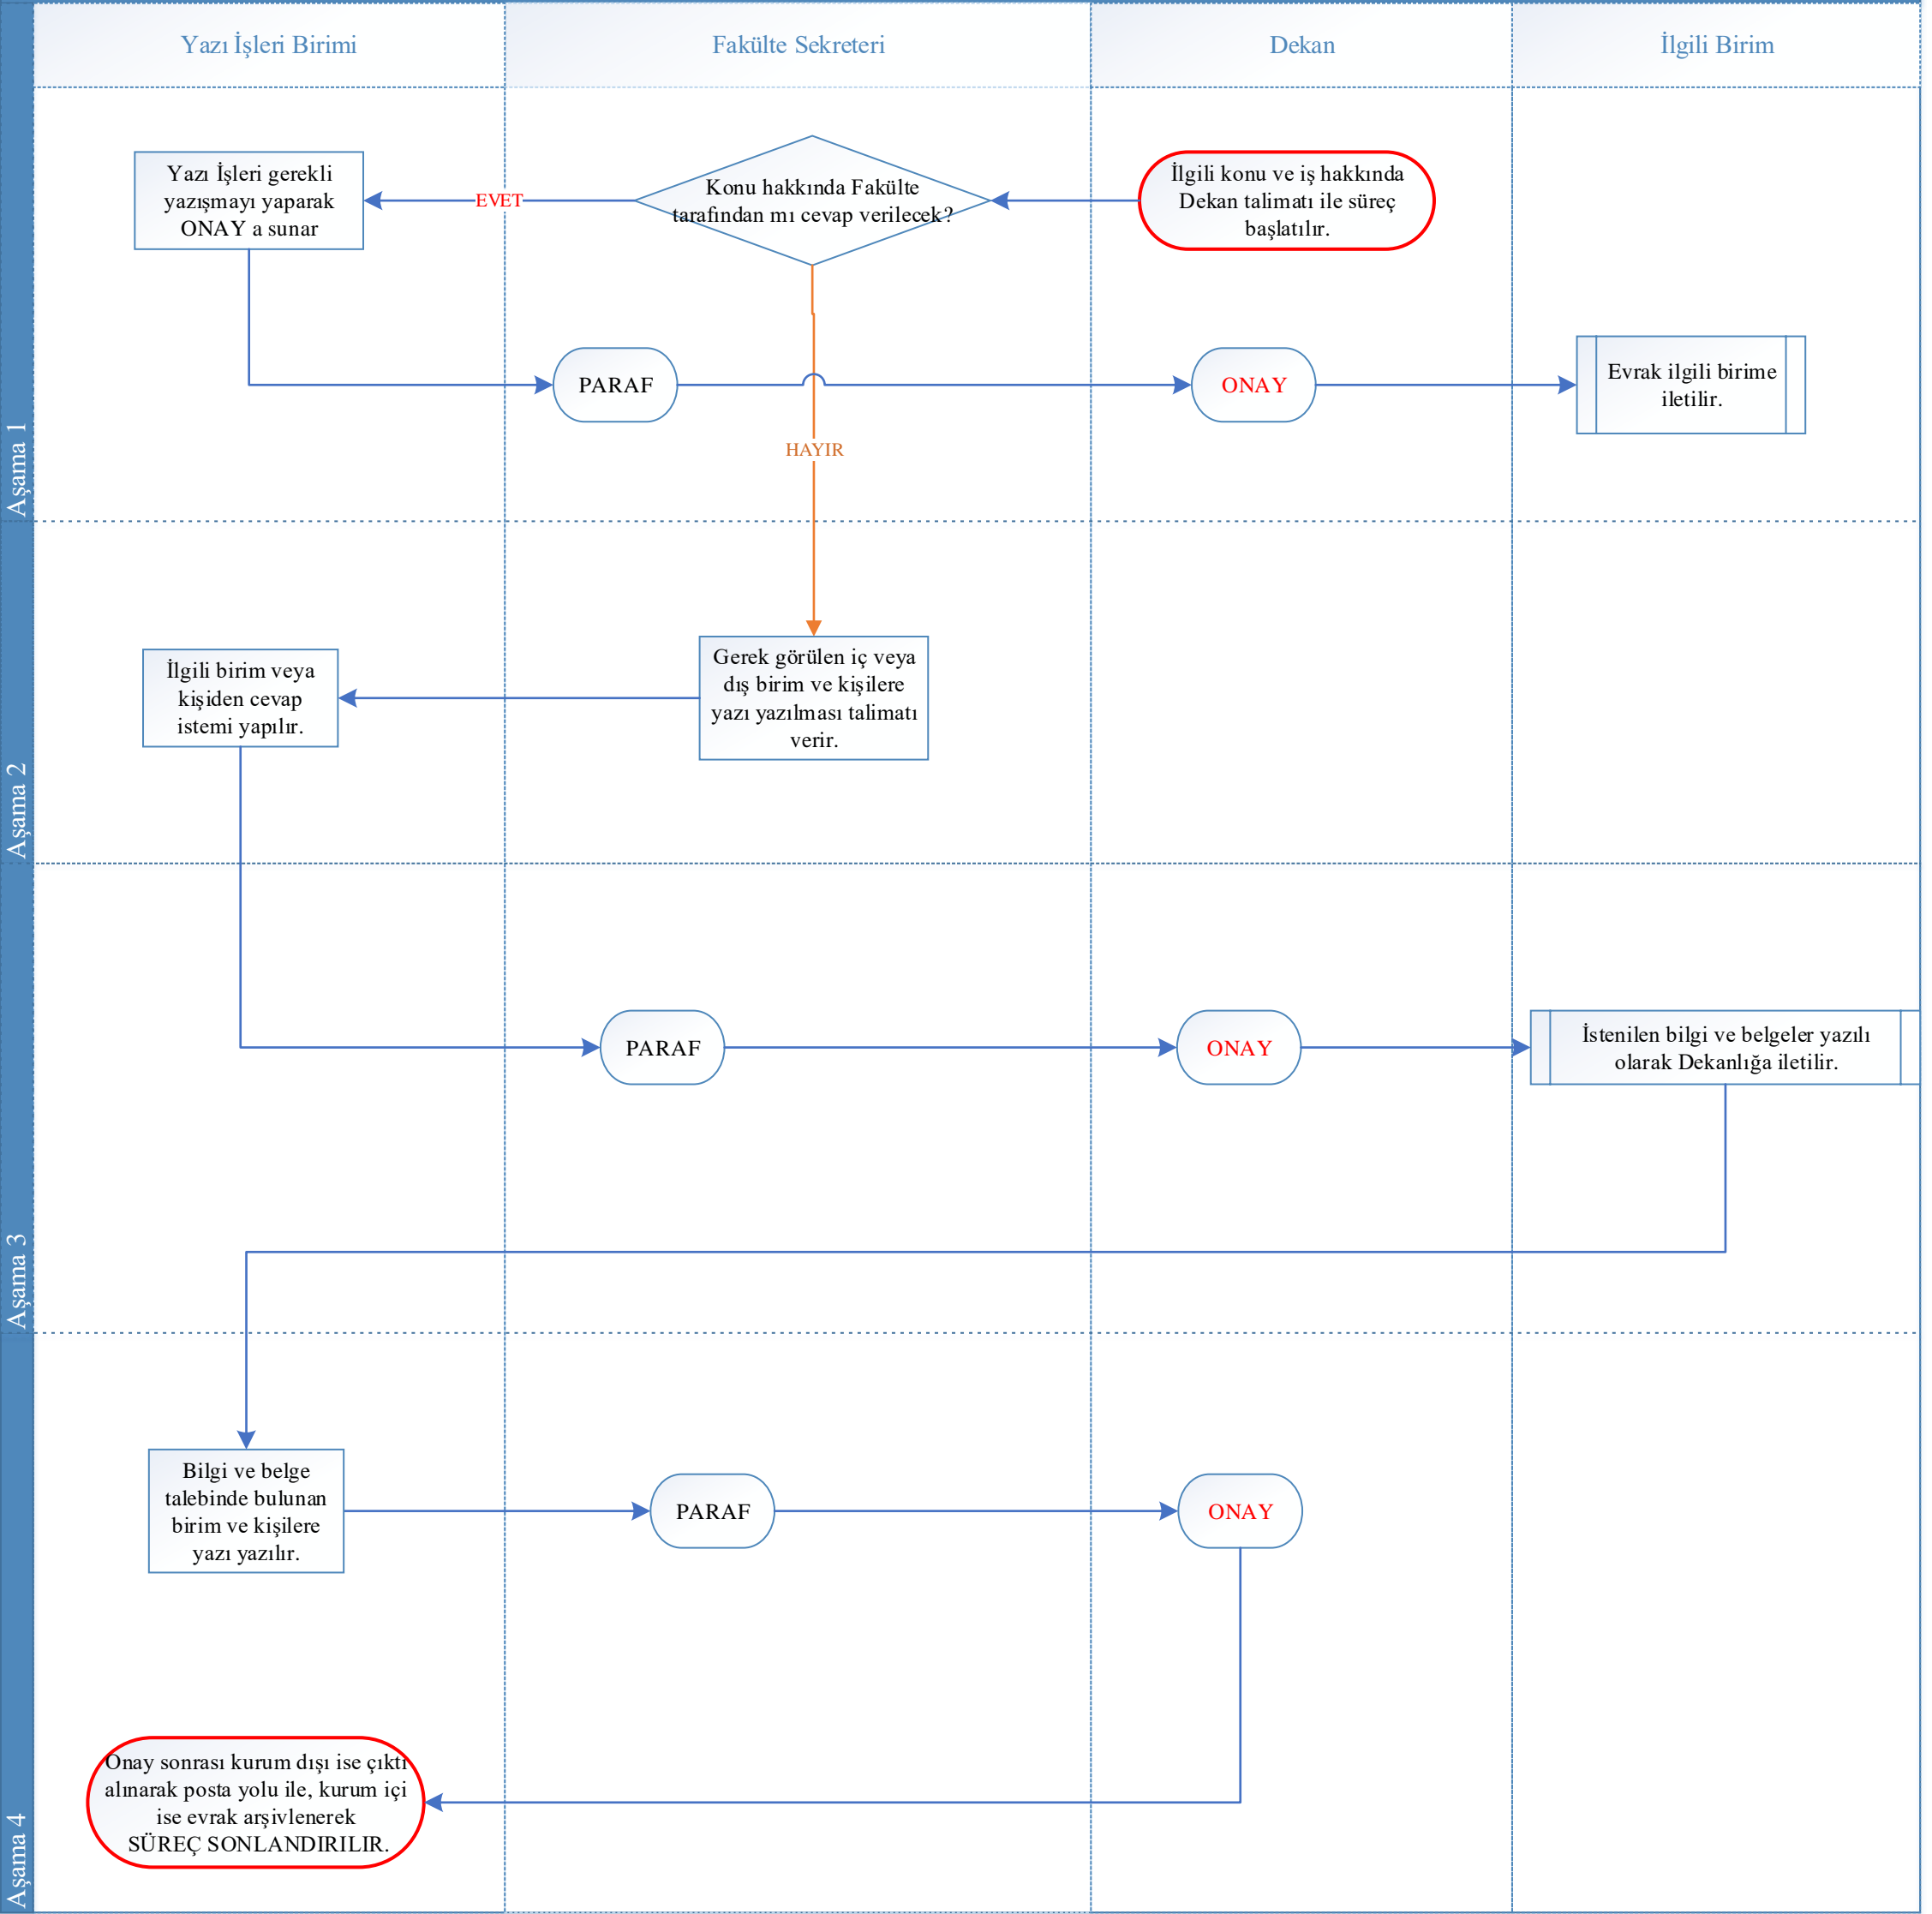 Yazı İşleri Birimi
Fakülte Sekreteri
Dekan
İlgili Birim
Aşama 1
Yazı İşleri gerekli
yazışmayı yaparak
ONAY a sunar
EVET
Konu hakkında Fakülte
tarafından mı cevap verilecek?
İlgili konu ve iş hakkında
Dekan talimatı ile süreç
başlatılır.
PARAF
ONAY
Evrak ilgili birime
iletilir.
HAYIR
Aşama 2
İlgili birim veya
kişiden cevap
istemi yapılır.
Gerek görülen iç veya
dış birim ve kişilere
yazı yazılması talimatı
verir.
Aşama 3
PARAF
ONAY
İstenilen bilgi ve belgeler yazılı
olarak Dekanlığa iletilir.
Aşama 4
Bilgi ve belge
talebinde bulunan
birim ve kişilere
yazı yazılır.
PARAF
ONAY
Onay sonrası kurum dışı ise çıktı
alınarak posta yolu ile, kurum içi
ise evrak arşivlenerek
SÜREÇ SONLANDIRILIR.